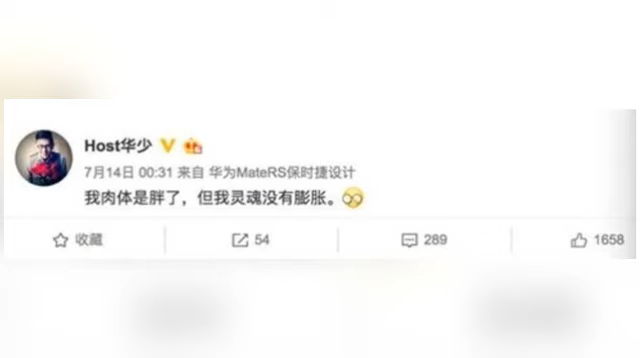 Host华少
7月14日 00:31 来自 华为MateRS保时捷设计
我肉体是胖了，但我灵魂没有膨胀。
收藏
54
289
1658